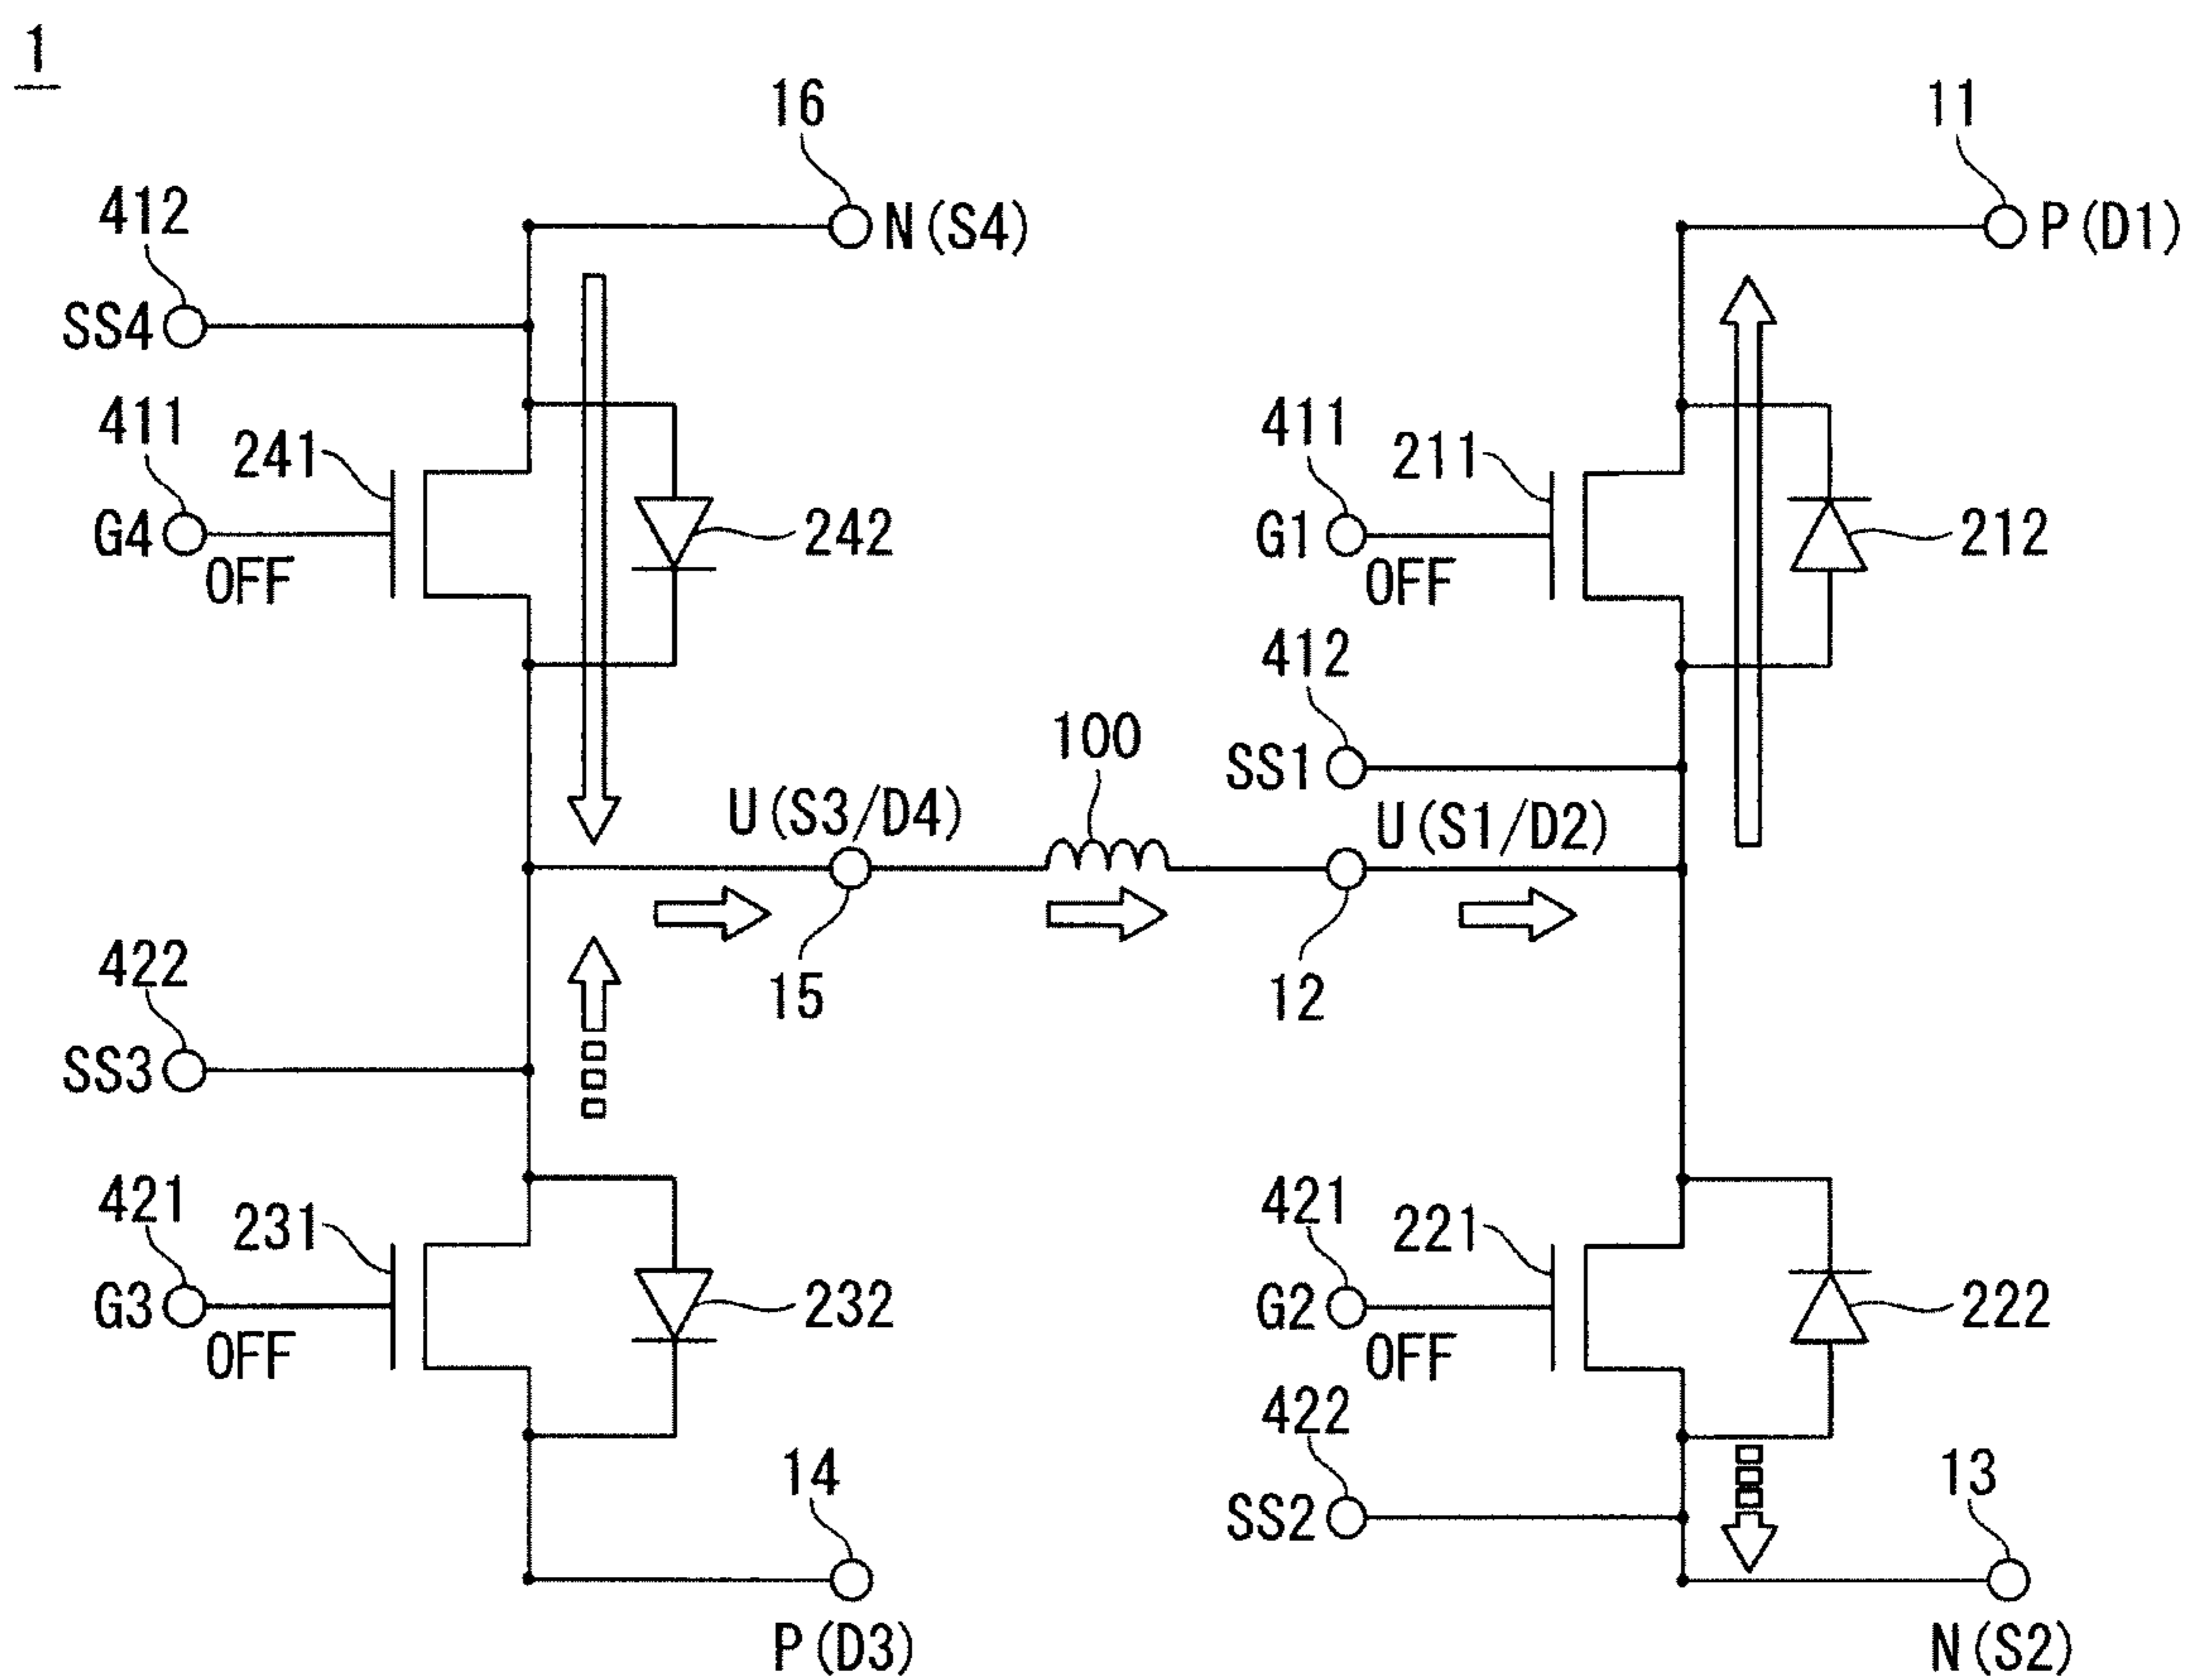 1
16
11
412
N(S4)
P(D1)
SS4
411
241
411
211
G4
OFF
242
G1
OFF
212
412
100
SS1
U(S3/D4)
U(S1/D2)
15
12
422
SS3
421
231
421
221
G3
OFF
232
G2
OFF
222
422
14
13
SS2
P(D3)
N(S2)